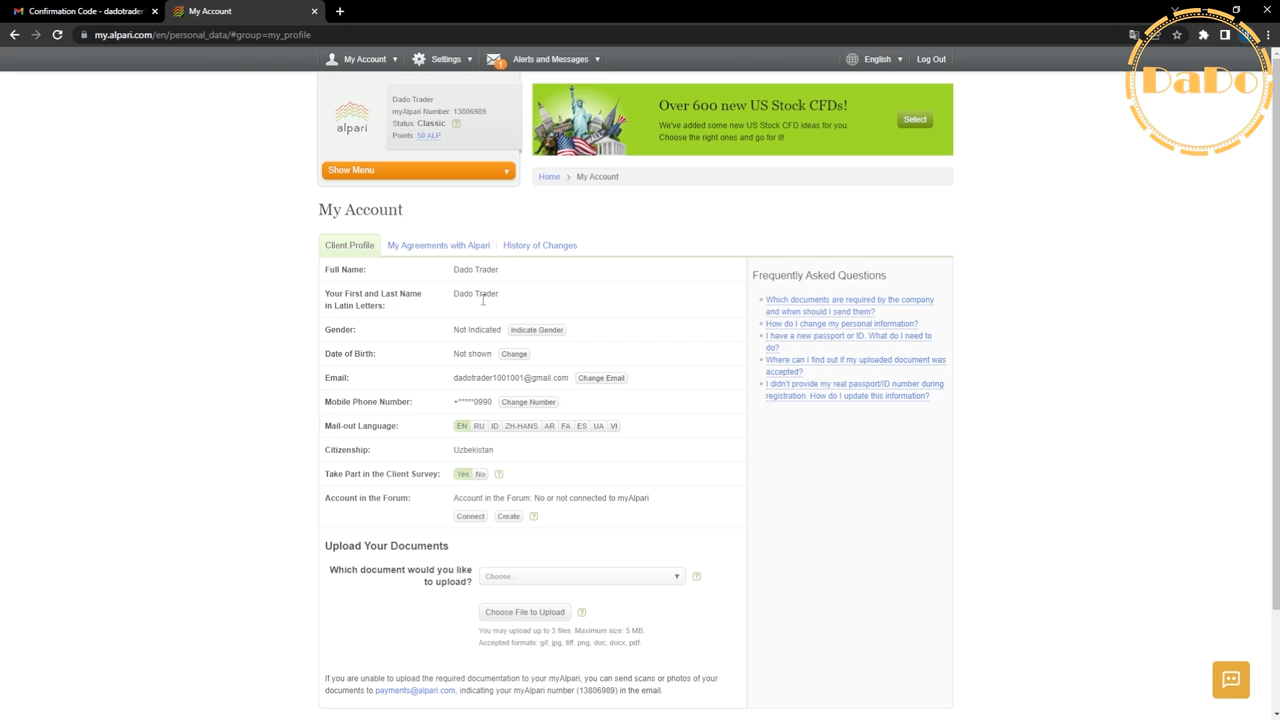 Confirmation Code - dadotrader
Alpari
my.alpari.com/en/personal_data/#group=my_profile
My Account
Settings
1
Alerts and Messages
English
Log Out
DaDo
alpari
Dado Trader
myAlpari Number: 13806989
Status: Classic
Points: 50 ALP
Over 600 new US Stock CFDs!
We've added some new US Stock CFD ideas for you.
Choose the right ones and go for it!
Select
Show Menu
Home > My Account
My Account
Client Profile
My Agreements with Alpari
History of Changes
Full Name: Dado Trader
Your First and Last Name Dado Trader
in Latin Letters:
Gender: Not Indicated Indicate Gender
Date of Birth: Not shown Change
Email: dadotrader1001001@gmail.com Change Email
Mobile Phone Number: +*****0990 Change Number
Mail-out Language: EN RU ID ZH-HANS AR FA ES UA VI
Citizenship: Uzbekistan
Take Part in the Client Survey: Yes No ?
Account in the Forum: Account in the Forum: No or not connected to myAlpari
Connect Create ?
Upload Your Documents
Which document would you like
to upload?
Choose... ?
Choose File to Upload ?
You may upload up to 3 files. Maximum size: 5 MB.
Accepted formats: gif, jpg, tiff, png, doc, docx, pdf.
If you are unable to upload the required documentation to your myAlpari, you can send scans or photos of your
documents to payments@alpari.com, indicating your myAlpari number (13806989) in the email.
Frequently Asked Questions
Which documents are required by the company
and when should I send them?
How do I change my personal information?
I have a new passport or ID. What do I need to
do?
Where can I find out if my uploaded document was
accepted?
I didn't provide my real passport/ID number during
registration. How do I update this information?